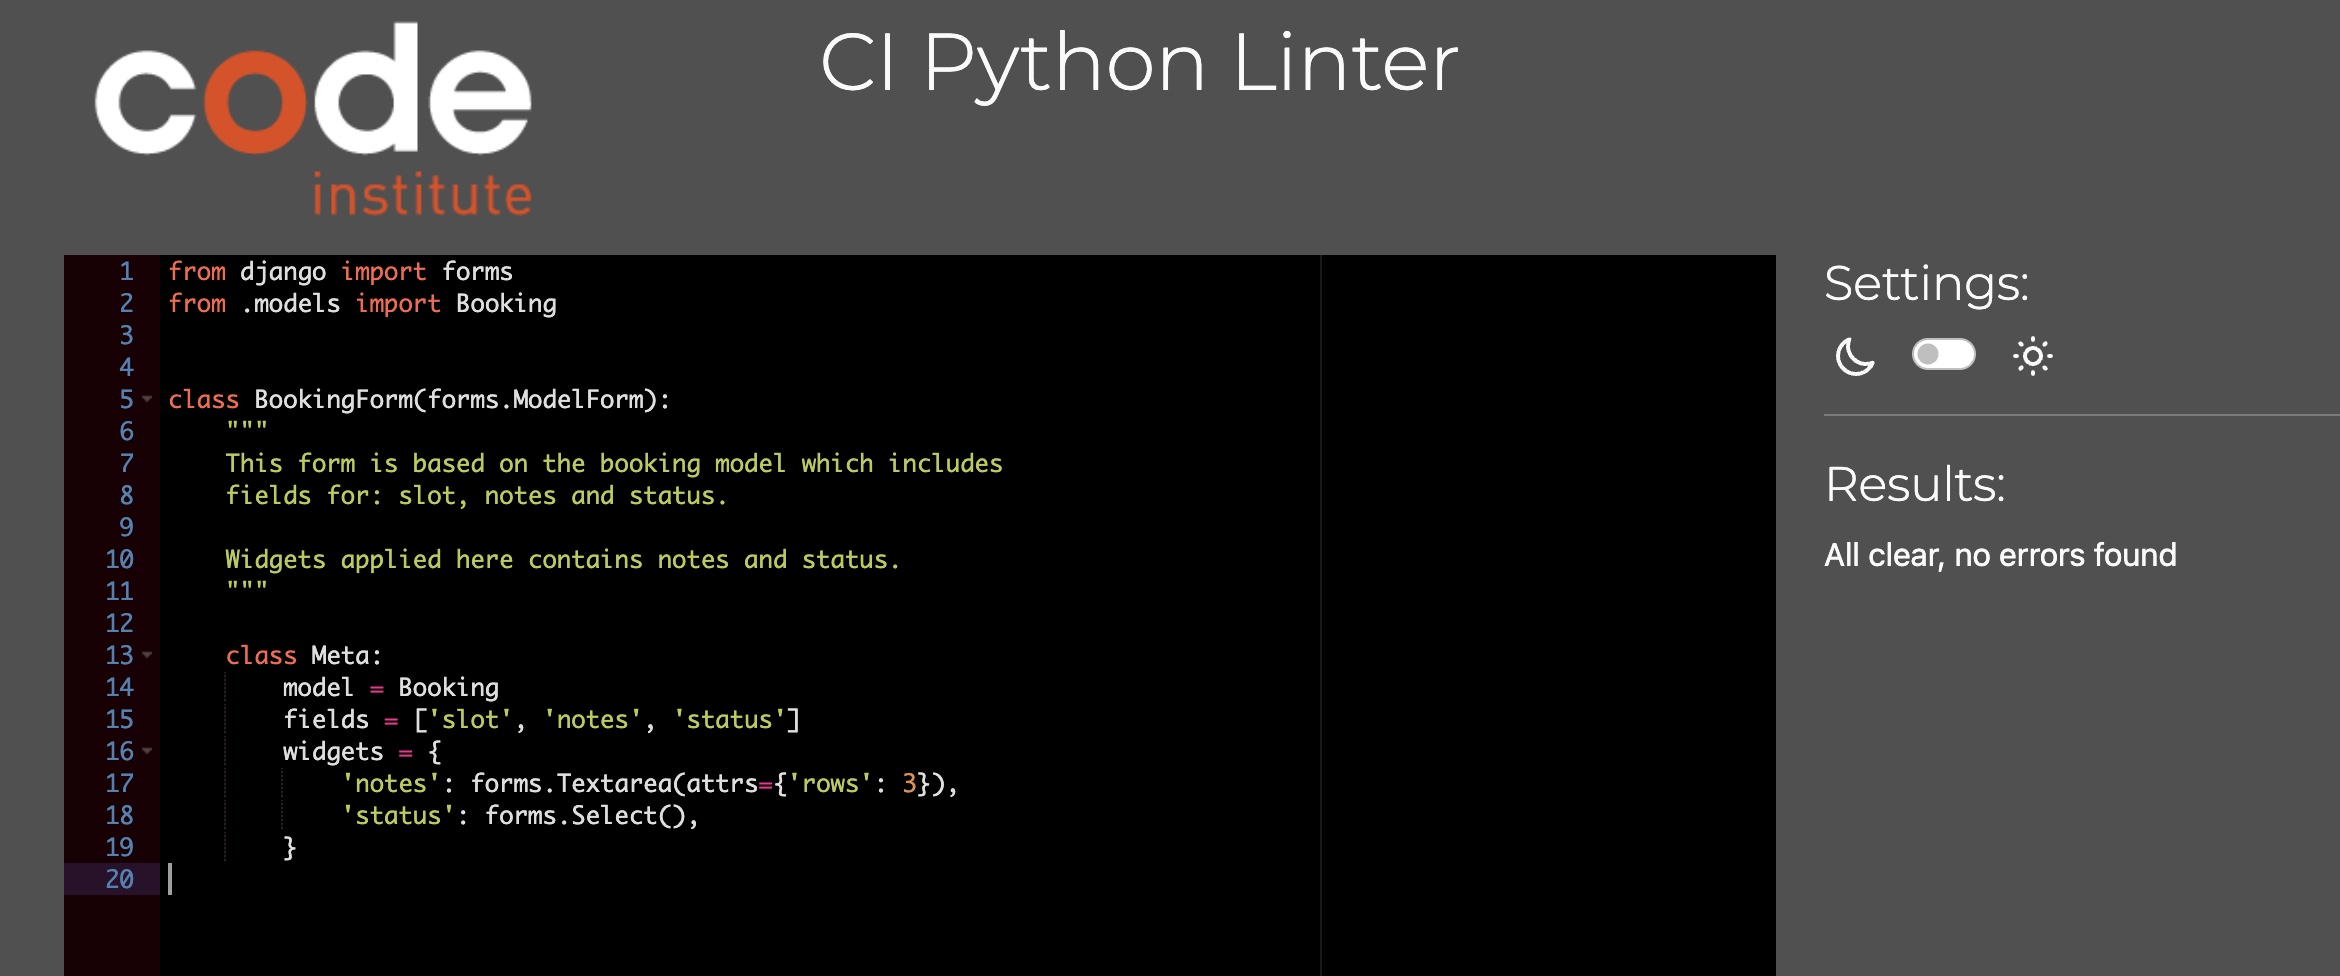 code
institute
CI Python Linter
1 from django import forms
2 from .models import Booking
3
4
5 class BookingForm(forms.ModelForm):
6     """
7     This form is based on the booking model which includes
8     fields for: slot, notes and status.
9
10     Widgets applied here contains notes and status.
11     """
12
13     class Meta:
14         model = Booking
15         fields = ['slot', 'notes', 'status']
16         widgets = {
17             'notes': forms.Textarea(attrs={'rows': 3}),
18             'status': forms.Select(),
19         }
20
Settings:
Results:
All clear, no errors found